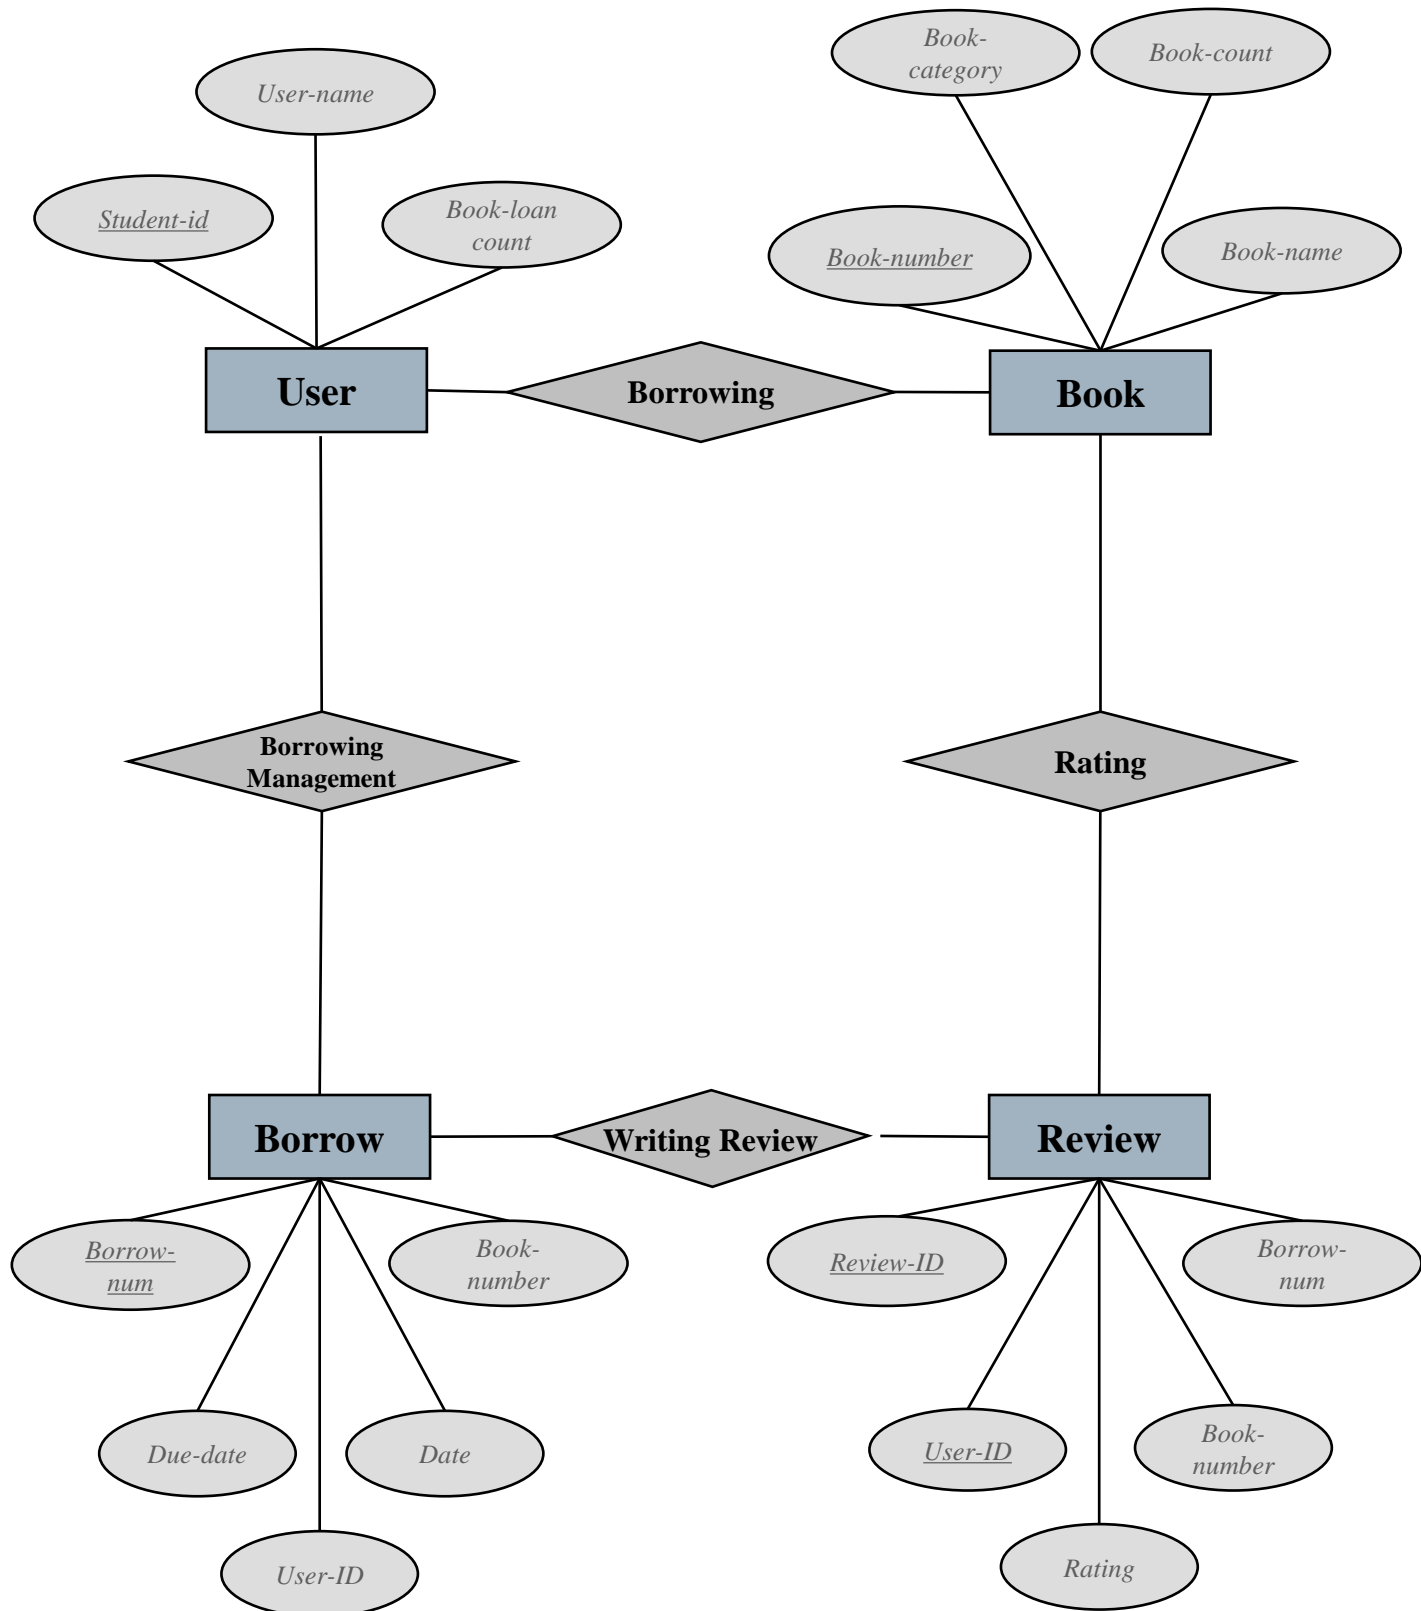 Book-
category
Book-count
User-name
Student-id
Book-loan
count
Book-number
Book-name
User
Borrowing
Book
Borrowing
Management
Rating
Borrow
Writing Review
Review
Borrow-
num
Book-
number
Review-ID
Borrow-
num
Due-date
Date
User-ID
Book-
number
User-ID
Rating